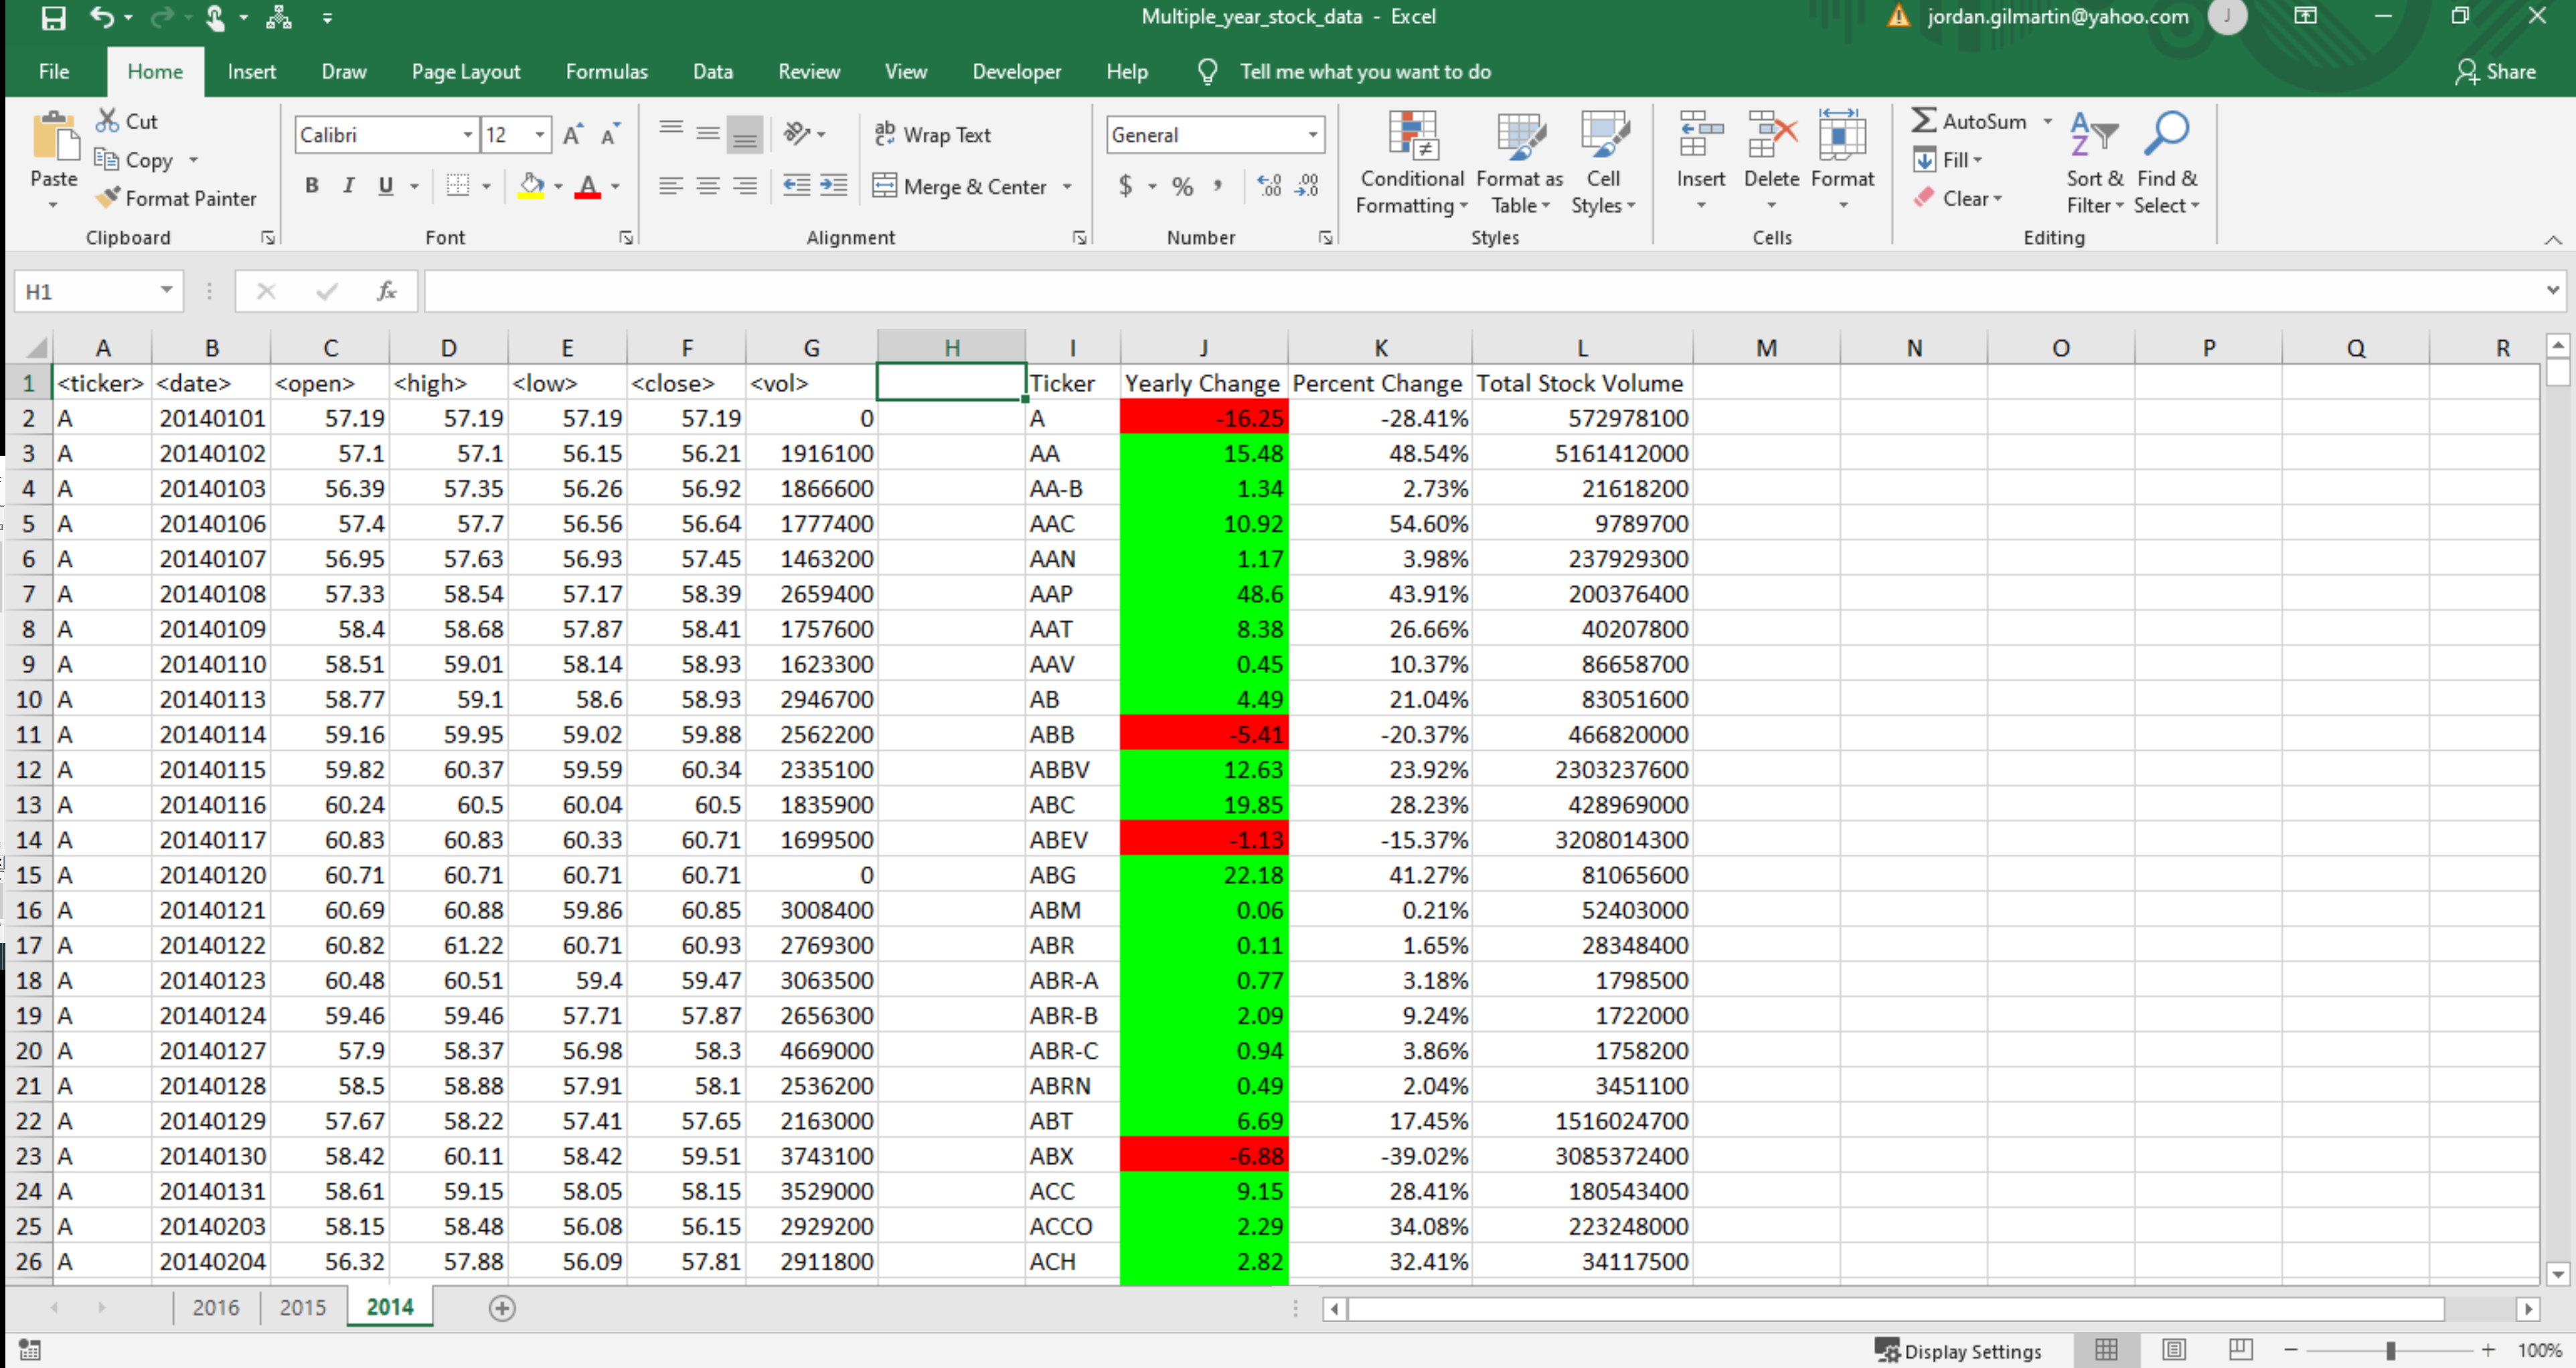 Multiple_year_stock_data - Excel
jordan.gilmartin@yahoo.com J
File Home Insert Draw Page Layout Formulas Data Review View Developer Help Tell me what you want to do Share
Paste Cut Copy Format Painter Clipboard
Calibri 12 A A B I U A Font
ab Wrap Text Merge & Center Alignment
General $ % , Number
Conditional Formatting Format as Table Cell Styles Styles
Insert Delete Format Cells
AutoSum Fill Clear Sort & Filter Find & Select Editing
H1 fx
A B C D E F G H I J K L M N O P Q R
1 <ticker> <date> <open> <high> <low> <close> <vol> Ticker Yearly Change Percent Change Total Stock Volume
2 A 20140101 57.19 57.19 57.19 57.19 0 A -16.25 -28.41% 572978100
3 A 20140102 57.1 57.1 56.15 56.21 1916100 AA 15.48 48.54% 5161412000
4 A 20140103 56.39 57.35 56.26 56.92 1866600 AA-B 1.34 2.73% 21618200
5 A 20140106 57.4 57.7 56.56 56.64 1777400 AAC 10.92 54.60% 9789700
6 A 20140107 56.95 57.63 56.93 57.45 1463200 AAN 1.17 3.98% 237929300
7 A 20140108 57.33 58.54 57.17 58.39 2659400 AAP 48.6 43.91% 200376400
8 A 20140109 58.4 58.68 57.87 58.41 1757600 AAT 8.38 26.66% 40207800
9 A 20140110 58.51 59.01 58.14 58.93 1623300 AAV 0.45 10.37% 86658700
10 A 20140113 58.77 59.1 58.6 58.93 2946700 AB 4.49 21.04% 83051600
11 A 20140114 59.16 59.95 59.02 59.88 2562200 ABB -5.41 -20.37% 466820000
12 A 20140115 59.82 60.37 59.59 60.34 2335100 ABBV 12.63 23.92% 2303237600
13 A 20140116 60.24 60.5 60.04 60.5 1835900 ABC 19.85 28.23% 428969000
14 A 20140117 60.83 60.83 60.33 60.71 1699500 ABEV -1.13 -15.37% 3208014300
15 A 20140120 60.71 60.71 60.71 60.71 0 ABG 22.18 41.27% 81065600
16 A 20140121 60.69 60.88 59.86 60.85 3008400 ABM 0.06 0.21% 52403000
17 A 20140122 60.82 61.22 60.71 60.93 2769300 ABR 0.11 1.65% 28348400
18 A 20140123 60.48 60.51 59.4 59.47 3063500 ABR-A 0.77 3.18% 1798500
19 A 20140124 59.46 59.46 57.71 57.87 2656300 ABR-B 2.09 9.24% 1722000
20 A 20140127 57.9 58.37 56.98 58.3 4669000 ABR-C 0.94 3.86% 1758200
21 A 20140128 58.5 58.88 57.91 58.1 2536200 ABRN 0.49 2.04% 3451100
22 A 20140129 57.67 58.22 57.41 57.65 2163000 ABT 6.69 17.45% 1516024700
23 A 20140130 58.42 60.11 58.42 59.51 3743100 ABX -6.88 -39.02% 3085372400
24 A 20140131 58.61 59.15 58.05 58.15 3529000 ACC 9.15 28.41% 180543400
25 A 20140203 58.15 58.48 56.08 56.15 2929200 ACCO 2.29 34.08% 223248000
26 A 20140204 56.32 57.88 56.09 57.81 2911800 ACH 2.82 32.41% 34117500
2016 2015 2014
Display Settings 100%